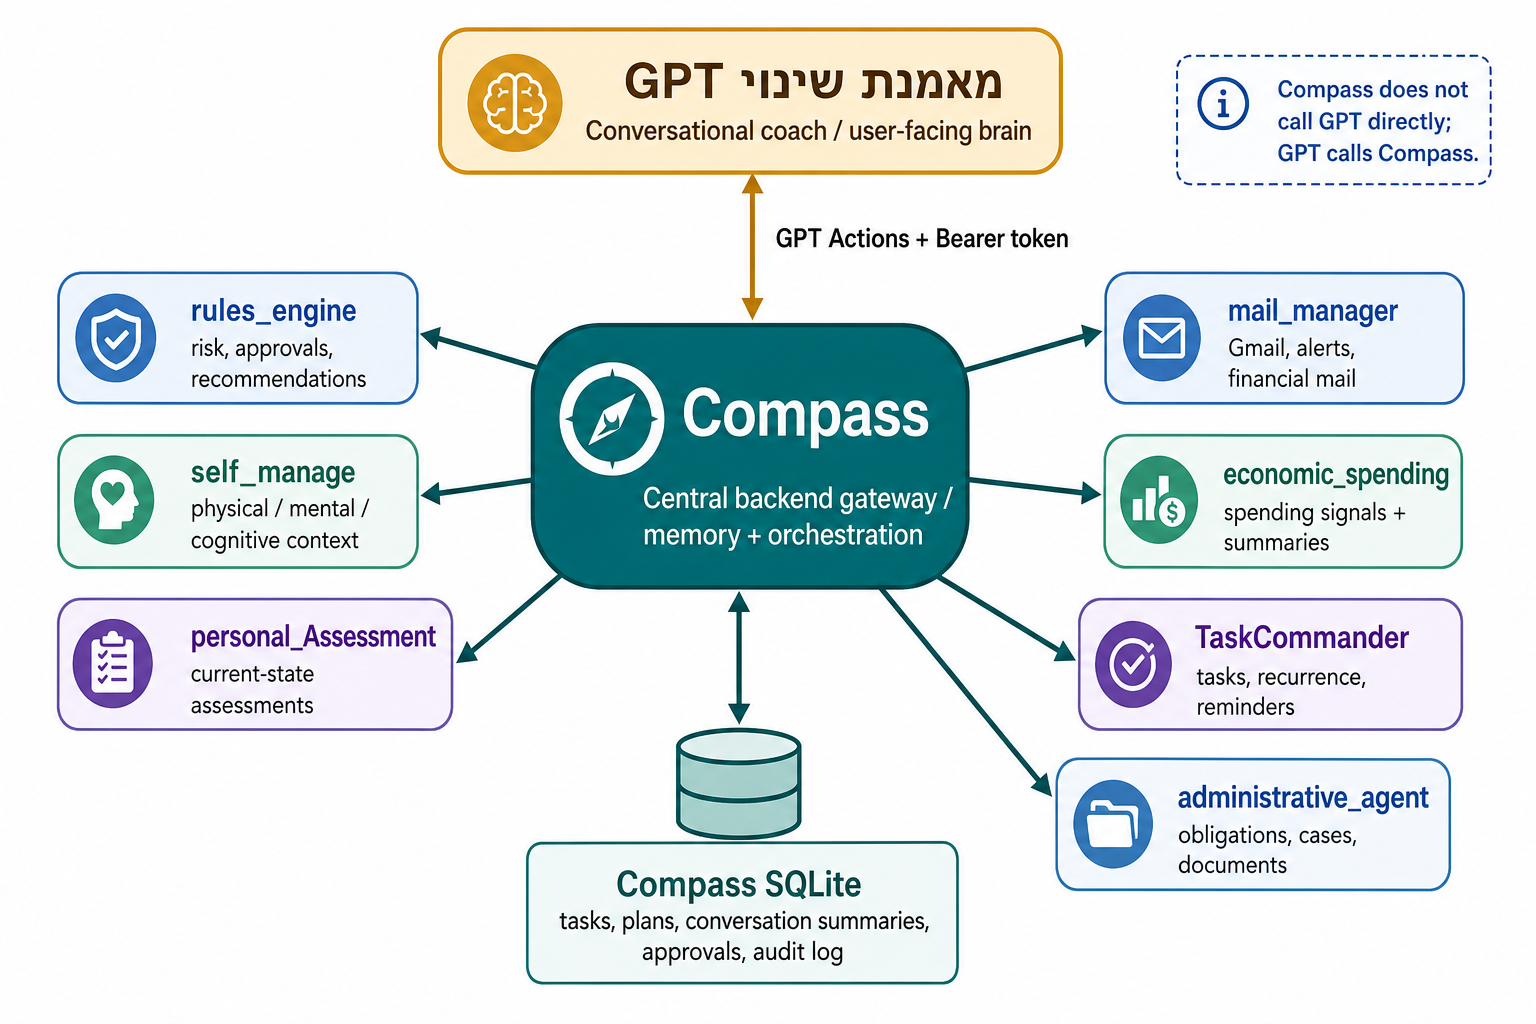 GPT מאמנת שינוי
Conversational coach / user-facing brain
Compass does not
call GPT directly;
GPT calls Compass.
GPT Actions + Bearer token
rules_engine
risk, approvals,
recommendations
mail_manager
Gmail, alerts,
financial mail
Compass
Central backend gateway /
memory + orchestration
self_manage
physical / mental /
cognitive context
economic_spending
spending signals +
summaries
personal_Assessment
current-state
assessments
TaskCommander
tasks, recurrence,
reminders
administrative_agent
obligations, cases,
documents
Compass SQLite
tasks, plans, conversation summaries,
approvals, audit log